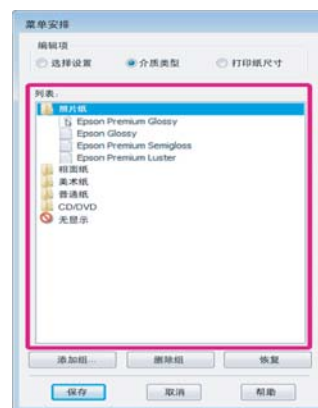 菜单安排
编辑项
选择设置 介质类型 打印纸尺寸
列表:
照片纸
Epson Premium Glossy
Epson Glossy
Epson Premium Semigloss
Epson Premium Luster
粗面纸
美术纸
普通纸
CD/DVD
无显示
添加组... 删除组 恢复
保存 取消 帮助